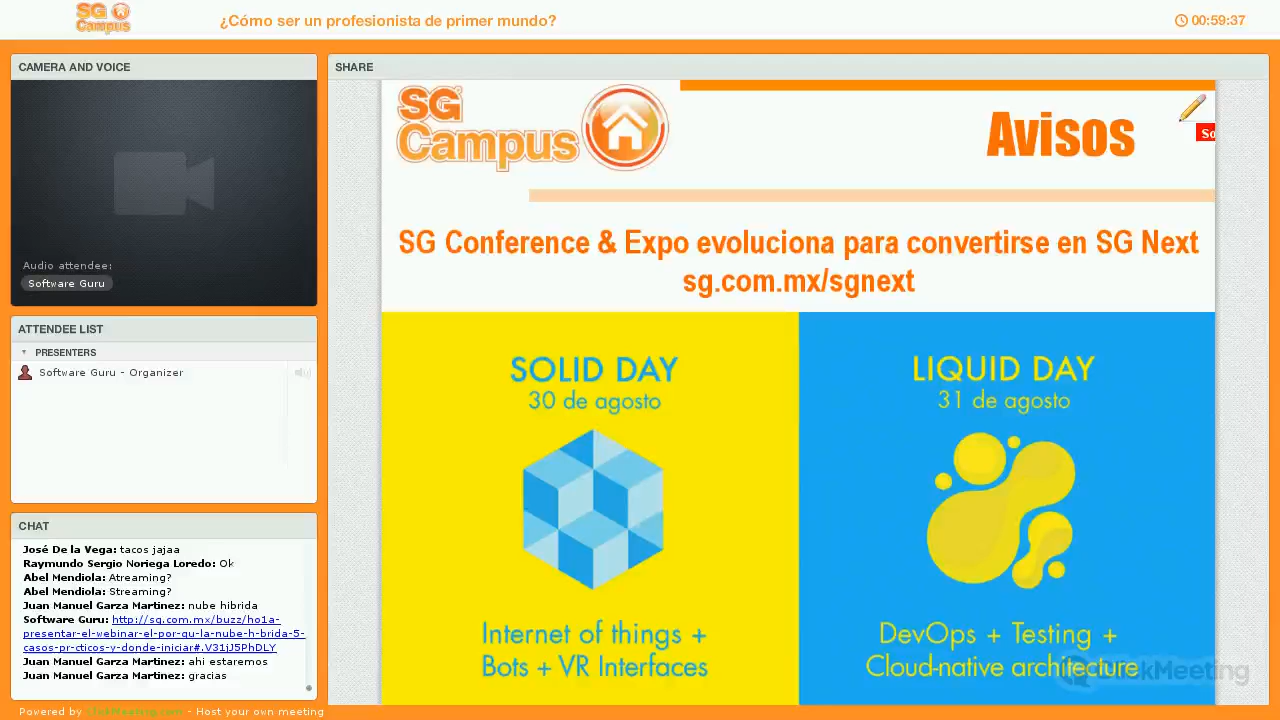 SG Campus
¿Cómo ser un profesionista de primer mundo?
00:59:37
CAMERA AND VOICE
Audio attendee:
Software Guru
ATTENDEE LIST
PRESENTERS
Software Guru - Organizer
CHAT
José De la Vega: tacos jajaa
Raymundo Sergio Noriega Loredo: Ok
Abel Mendiola: Atreaming?
Abel Mendiola: Streaming?
Juan Manuel Garza Martinez: nube hibrida
Software Guru: http://sg.com.mx/buzz/ho1a-
presentar-el-webinar-el-por-qu-la-nube-h-brida-5-
casos-pr-cticos-y-donde-iniciar#.V31jJ5PhDLY
Juan Manuel Garza Martinez: ahi estaremos
Juan Manuel Garza Martinez: gracias
Powered by ClickMeeting.com - Host your own meeting
SHARE
SG
Campus
Avisos
So
SG Conference & Expo evoluciona para convertirse en SG Next
sg.com.mx/sgnext
SOLID DAY
30 de agosto
Internet of things +
Bots + VR Interfaces
LIQUID DAY
31 de agosto
DevOps + Testing +
Cloud-native architecture
ClickMeeting